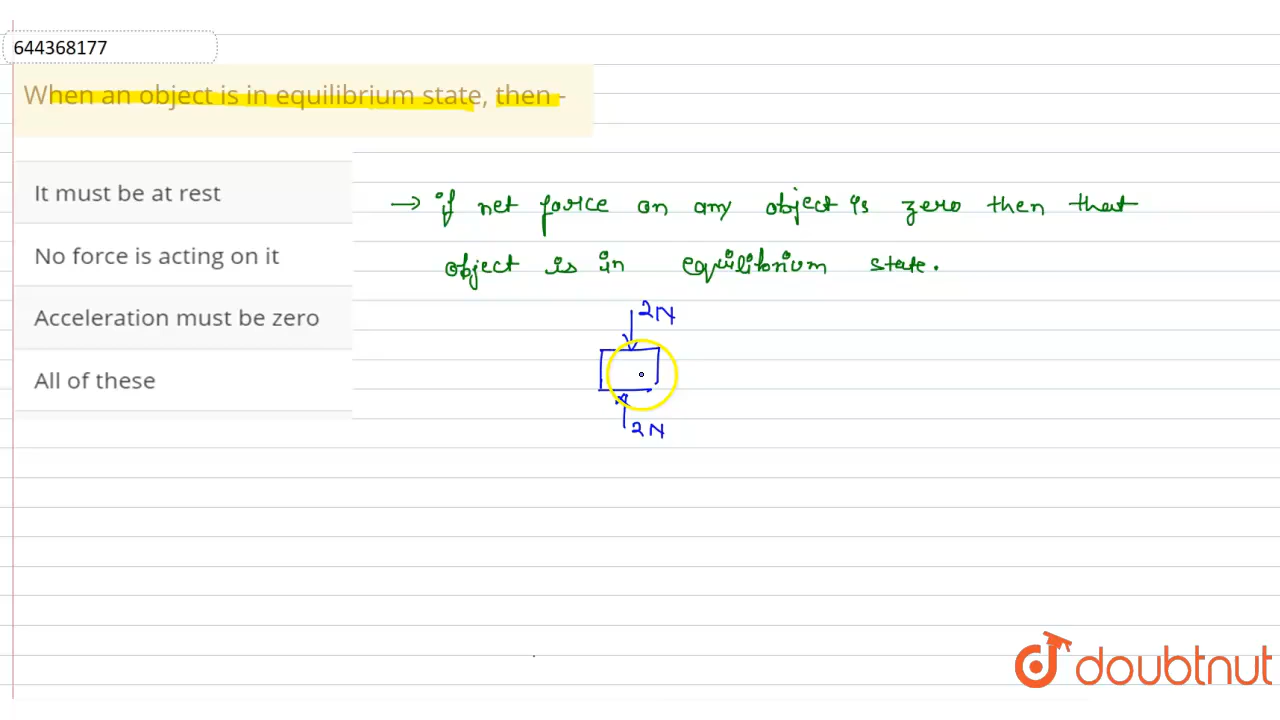 644368177
When an object is in equilibrium state, then -
It must be at rest
No force is acting on it
Acceleration must be zero
All of these
→ if net force on any object is zero then that
object is in equilibrium state.
2N
2N
doubtnut